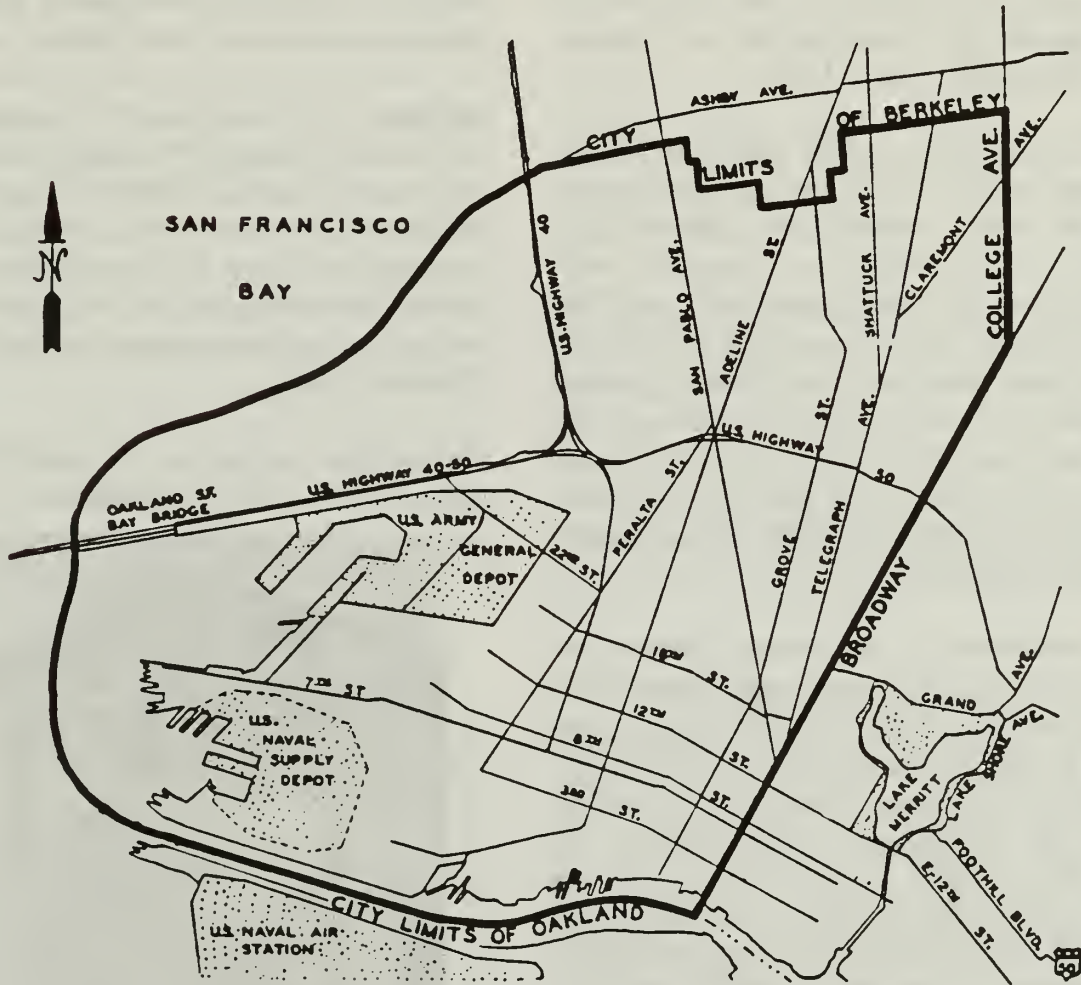 ASHBY AVE.
CITY
LIMITS
OF BERKELEY
COLLEGE AVE.
CLAREMONT AVE.
SHATTUCK AVE.
SAN FRANCISCO
BAY
N
40
U.S. HIGHWAY
SAN PABLO AVE.
ADELINE ST.
GROVE ST.
TELEGRAPH AVE.
U.S. HIGHWAY 50
U.S. HIGHWAY 40-50
OAKLAND S.F.
BAY BRIDGE
U.S. ARMY
GENERAL
DEPOT
22ND ST.
PERALTA ST.
BROADWAY
18TH ST.
12TH ST.
8TH ST.
7TH ST
3RD ST.
U.S.
NAVAL
SUPPLY
DEPOT
GRAND AVE.
LAKE SHORE AVE.
LAKE
MERRITT
FOOTHILL BLVD.
E. 12TH ST.
50
CITY LIMITS OF OAKLAND
U.S. NAVAL AIR
STATION